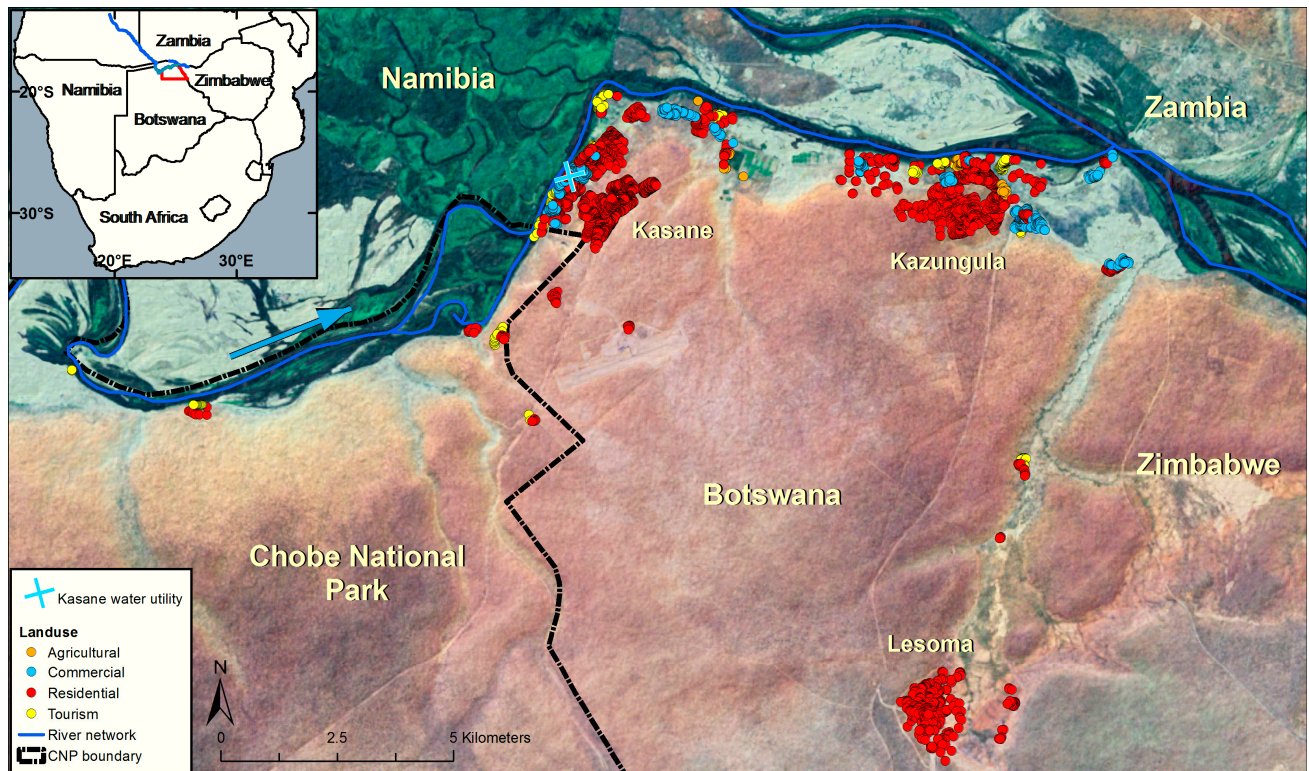 Zambia
Namibia
Zimbabwe
20°S
Botswana
30°S
South Africa
20°E
30°E
Namibia
Zambia
Kasane
Kazungula
Zimbabwe
Botswana
Chobe National
Park
Lesoma
Kasane water utility
Landuse
Agricultural
Commercial
Residential
Tourism
River network
CNP boundary
N
0
2.5
5 Kilometers